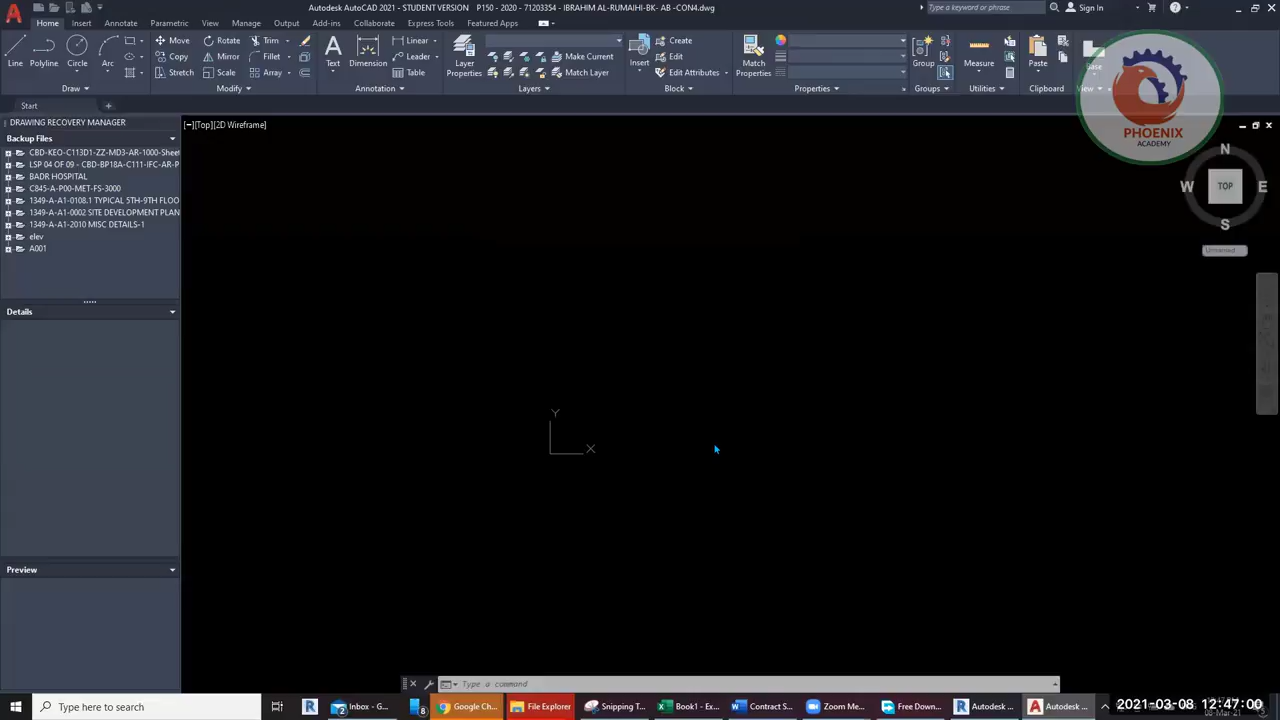 Autodesk AutoCAD 2021 - STUDENT VERSION P150 - 2020 - 71203354 - IBRAHIM AL-RUMAIHI-BK- AB -CON4.dwg
Type a keyword or phrase
Sign In
Home Insert Annotate Parametric View Manage Output Add-ins Collaborate Express Tools Featured Apps
Line Polyline Circle Arc
Move Rotate Trim
Copy Mirror Fillet
Stretch Scale Array
Text Dimension
Linear
Leader
Table
Layer Properties
Make Current
Match Layer
Insert
Create
Edit
Edit Attributes
Match Properties
Group
Measure
Paste
Base
Draw Modify Annotation Layers Block Properties Groups Utilities Clipboard View
PHOENIX
ACADEMY
Start
DRAWING RECOVERY MANAGER
Backup Files
CBD-KEO-C113D1-ZZ-MD3-AR-1000-Sheet
LSP 04 OF 09 - CBD-BP18A-C111-IFC-AR-P
BADR HOSPITAL
C845-A-P00-MET-FS-3000
1349-A-A1-0108.1 TYPICAL 5TH-9TH FLOO
1349-A-A1-0002 SITE DEVELOPMENT PLAN
1349-A-A1-2010 MISC DETAILS-1
elev
A001
Details
Preview
[−][Top][2D Wireframe]
N
W TOP E
S
Unnamed
Y
X
Type a command
Type here to search
Inbox - G...
Google Ch...
File Explorer
Snipping T...
Book1 - Ex...
Contract S...
Zoom Me...
Free Down...
Autodesk ...
Autodesk ...
2021-03-08 12:47:00
08-Mar-21